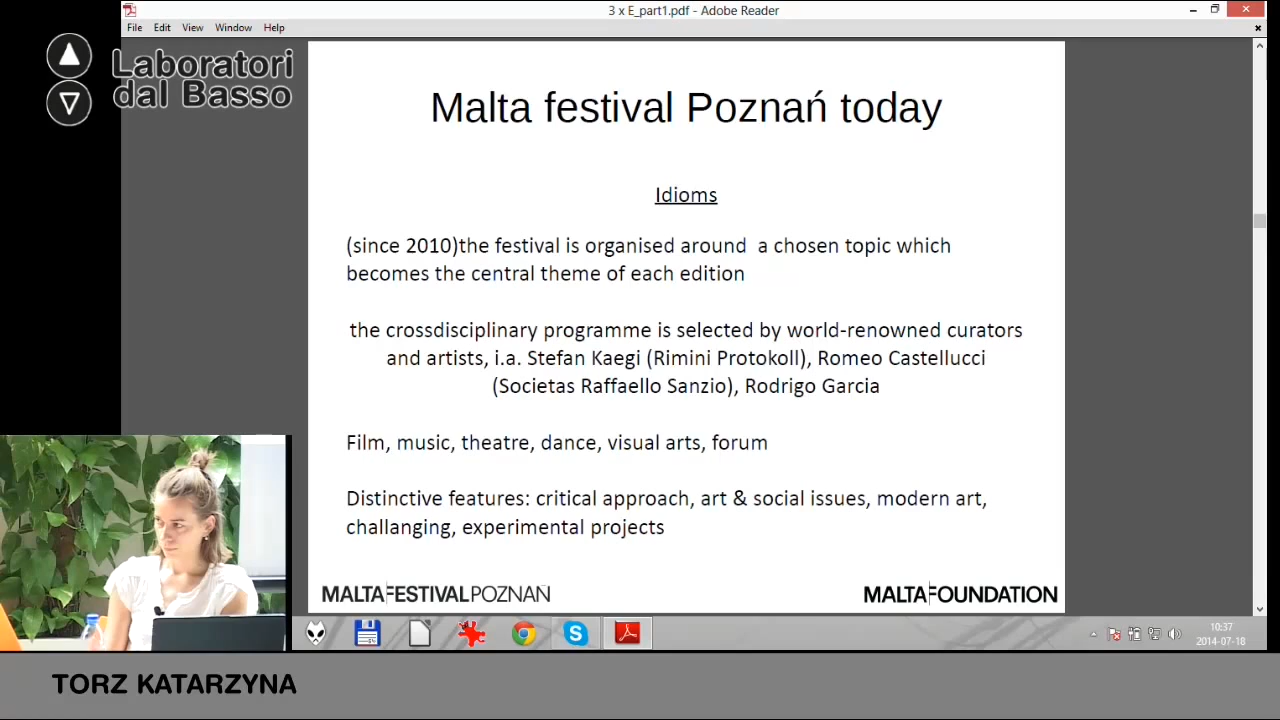 3 x E_part1.pdf - Adobe Reader
File Edit View Window Help
Laboratori
dal Basso
Malta festival Poznań today
Idioms
(since 2010)the festival is organised around a chosen topic which
becomes the central theme of each edition
the crossdisciplinary programme is selected by world-renowned curators
and artists, i.a. Stefan Kaegi (Rimini Protokoll), Romeo Castellucci
(Societas Raffaello Sanzio), Rodrigo Garcia
Film, music, theatre, dance, visual arts, forum
Distinctive features: critical approach, art & social issues, modern art,
challanging, experimental projects
MALTAFESTIVALPOZNAŃ
MALTAFOUNDATION
10:37
2014-07-18
TORZ KATARZYNA